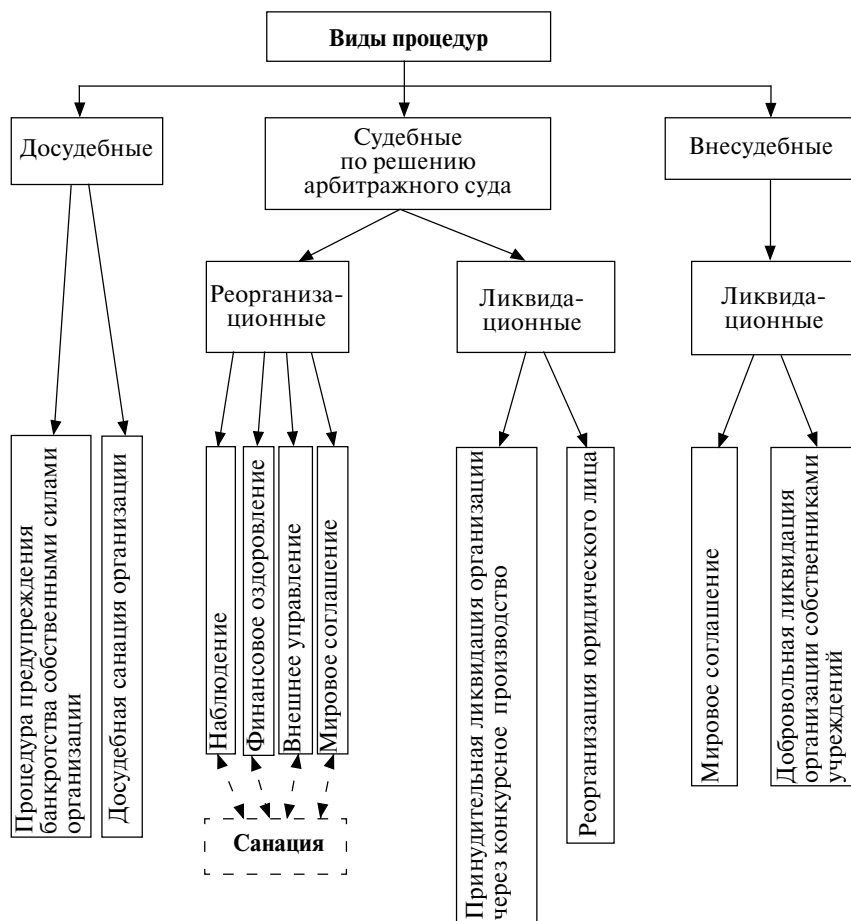 Виды процедур
Досудебные
Судебные
по решению
арбитражного суда
Внесудебные
Реорганиза-
ционные
Ликвида-
ционные
Ликвида-
ционные
Процедура предупреждения
банкротства собственными силами
организации
Досудебная санация организации
Наблюдение
Финансовое оздоровление
Внешнее управление
Мировое соглашение
Принудительная ликвидация организации
через конкурсное производство
Реорганизация юридического лица
Мировое соглашение
Добровольная ликвидация
организации собственниками
учреждений
Санация